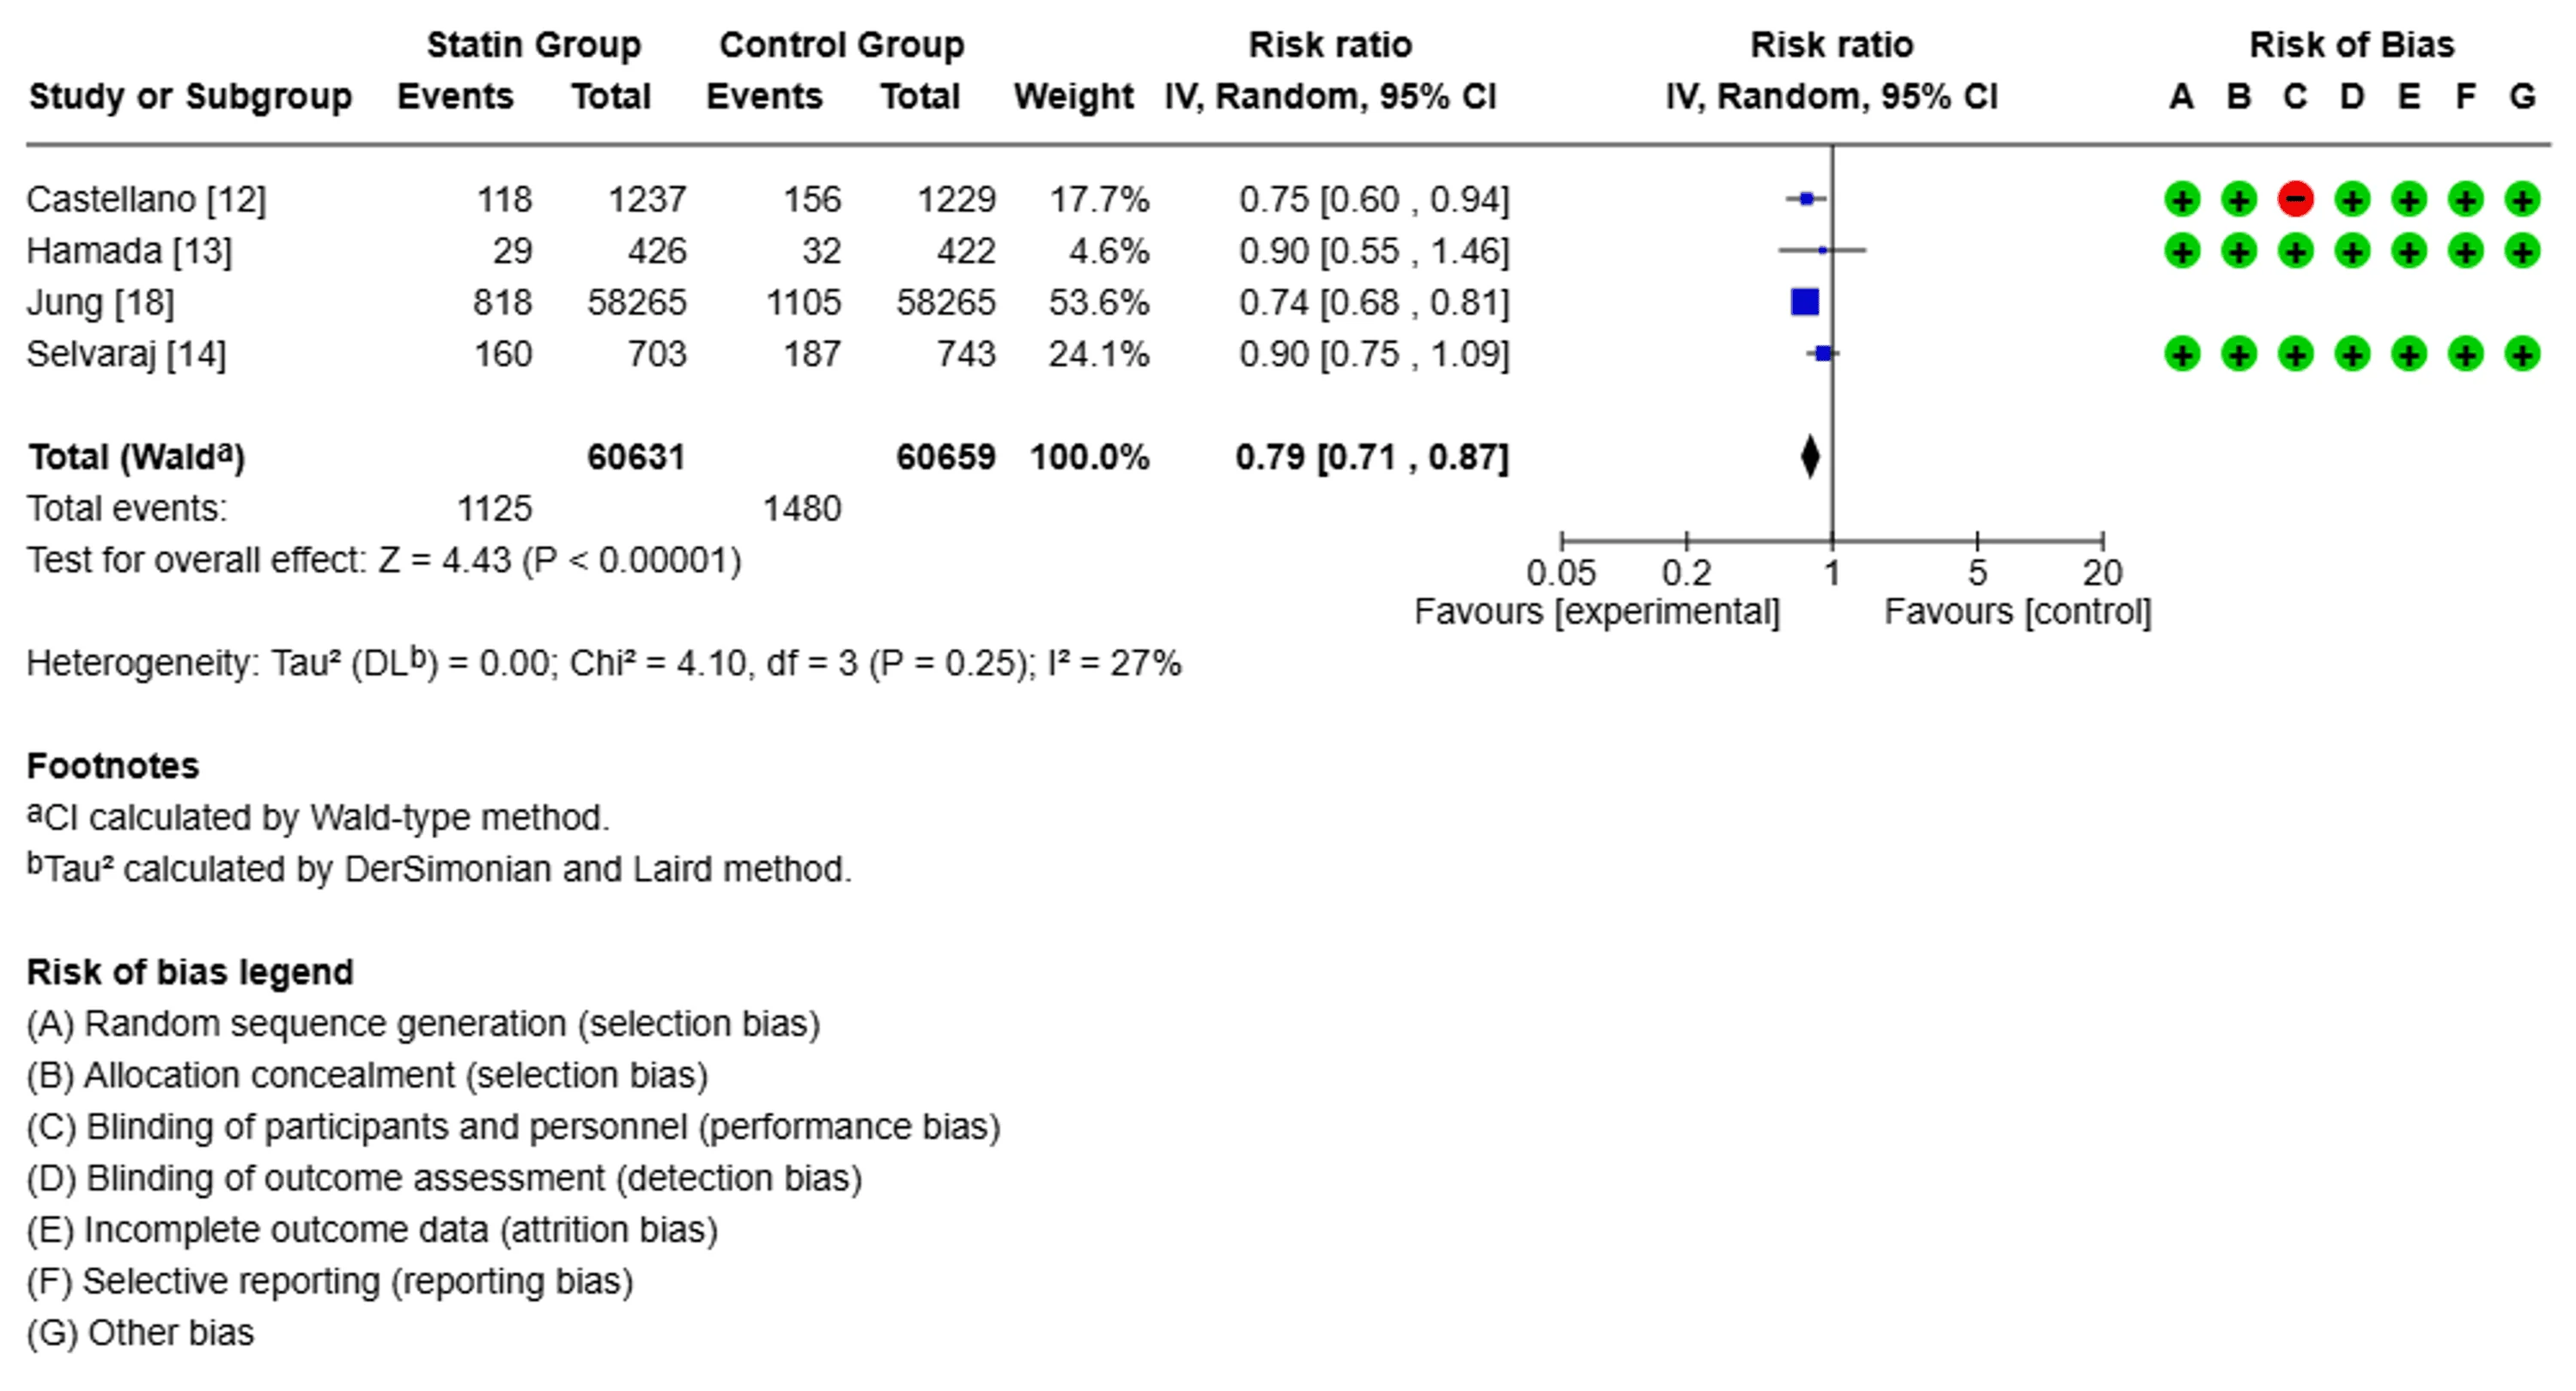 Statin Group Control Group Risk ratio Risk ratio Risk of Bias
Study or Subgroup Events Total Events Total Weight IV, Random, 95% CI IV, Random, 95% CI A B C D E F G
Castellano [12] 118 1237 156 1229 17.7% 0.75 [0.60 , 0.94] + + − + + + +
Hamada [13] 29 426 32 422 4.6% 0.90 [0.55 , 1.46] + + + + + + +
Jung [18] 818 58265 1105 58265 53.6% 0.74 [0.68 , 0.81]
Selvaraj [14] 160 703 187 743 24.1% 0.90 [0.75 , 1.09] + + + + + + +
Total (Waldᵃ) 60631 60659 100.0% 0.79 [0.71 , 0.87]
Total events: 1125 1480
Test for overall effect: Z = 4.43 (P < 0.00001)
0.05 0.2 1 5 20
Favours [experimental] Favours [control]
Heterogeneity: Tau² (DLᵇ) = 0.00; Chi² = 4.10, df = 3 (P = 0.25); I² = 27%
Footnotes
ᵃCI calculated by Wald-type method.
ᵇTau² calculated by DerSimonian and Laird method.
Risk of bias legend
(A) Random sequence generation (selection bias)
(B) Allocation concealment (selection bias)
(C) Blinding of participants and personnel (performance bias)
(D) Blinding of outcome assessment (detection bias)
(E) Incomplete outcome data (attrition bias)
(F) Selective reporting (reporting bias)
(G) Other bias